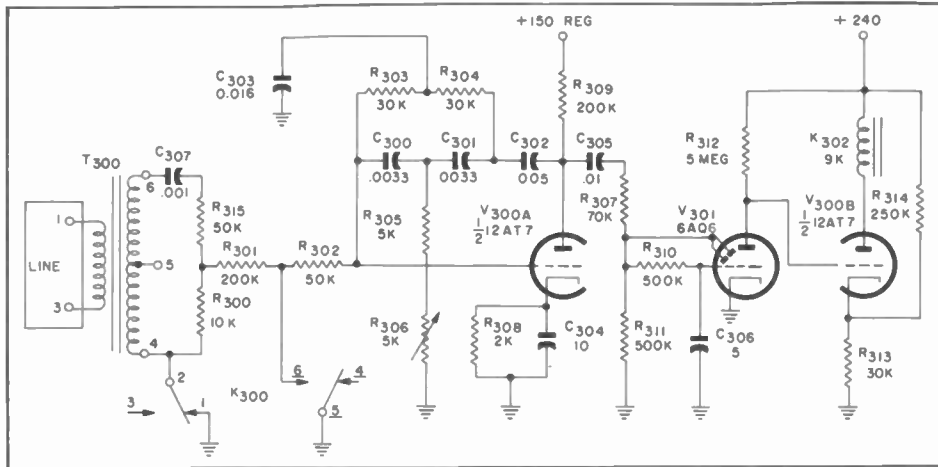 +150 REG
+ 240
C303
0.016
R303
30K
R304
30K
R309
200K
T300
C307
.001
C300
.0033
C301
.0033
C302
.005
C305
.01
R312
5 MEG
K302
9K
R314
250K
LINE
1
3
6
5
4
R315
50K
R301
200K
R302
50K
R300
10K
R305
5K
R306
5K
V300A
1/2 12AT7
R307
70K
R310
500K
V301
6AQ6
V300B
1/2 12AT7
R308
2K
C304
10
R311
500K
C306
5
R313
30K
2
3
1
K300
6
4
5